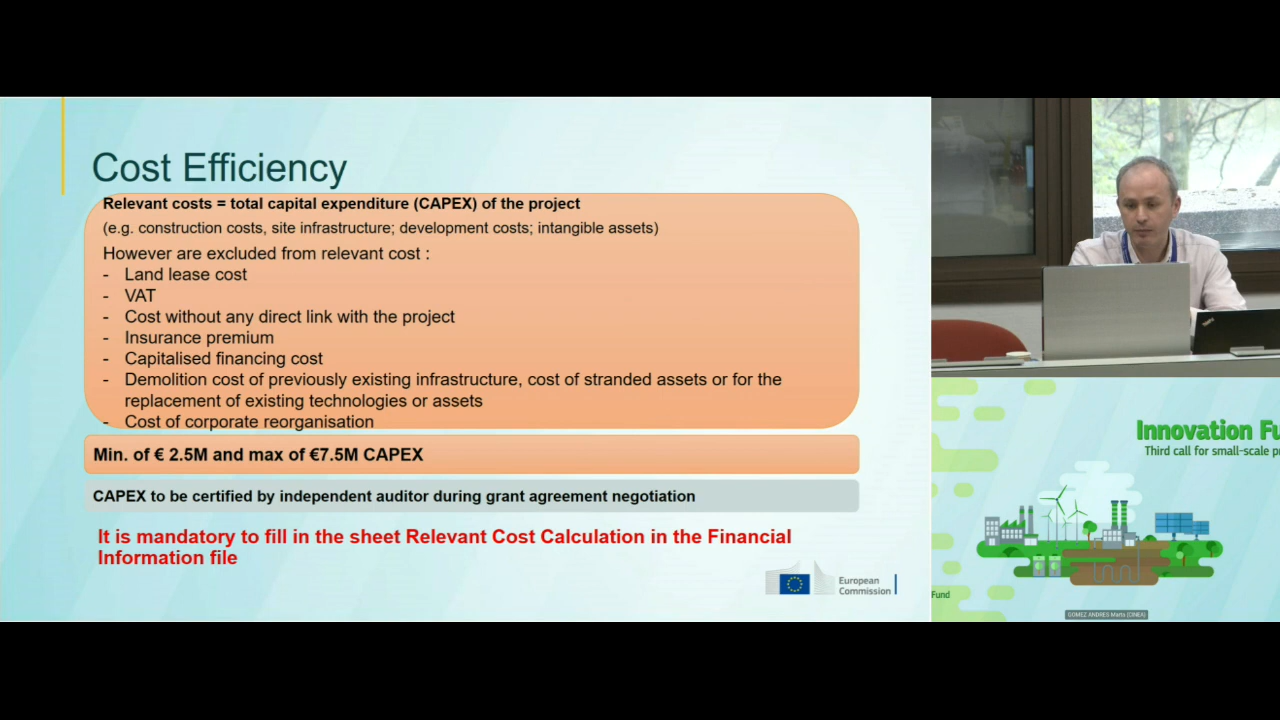 Cost Efficiency
Relevant costs = total capital expenditure (CAPEX) of the project
(e.g. construction costs, site infrastructure; development costs; intangible assets)
However are excluded from relevant cost :
- Land lease cost
- VAT
- Cost without any direct link with the project
- Insurance premium
- Capitalised financing cost
- Demolition cost of previously existing infrastructure, cost of stranded assets or for the
replacement of existing technologies or assets
- Cost of corporate reorganisation
Min. of € 2.5M and max of €7.5M CAPEX
CAPEX to be certified by independent auditor during grant agreement negotiation
It is mandatory to fill in the sheet Relevant Cost Calculation in the Financial
Information file
European
Commission
Innovation Fu
Third call for small-scale p
Fund
GOMEZ ANDRES Marta (CINEA)